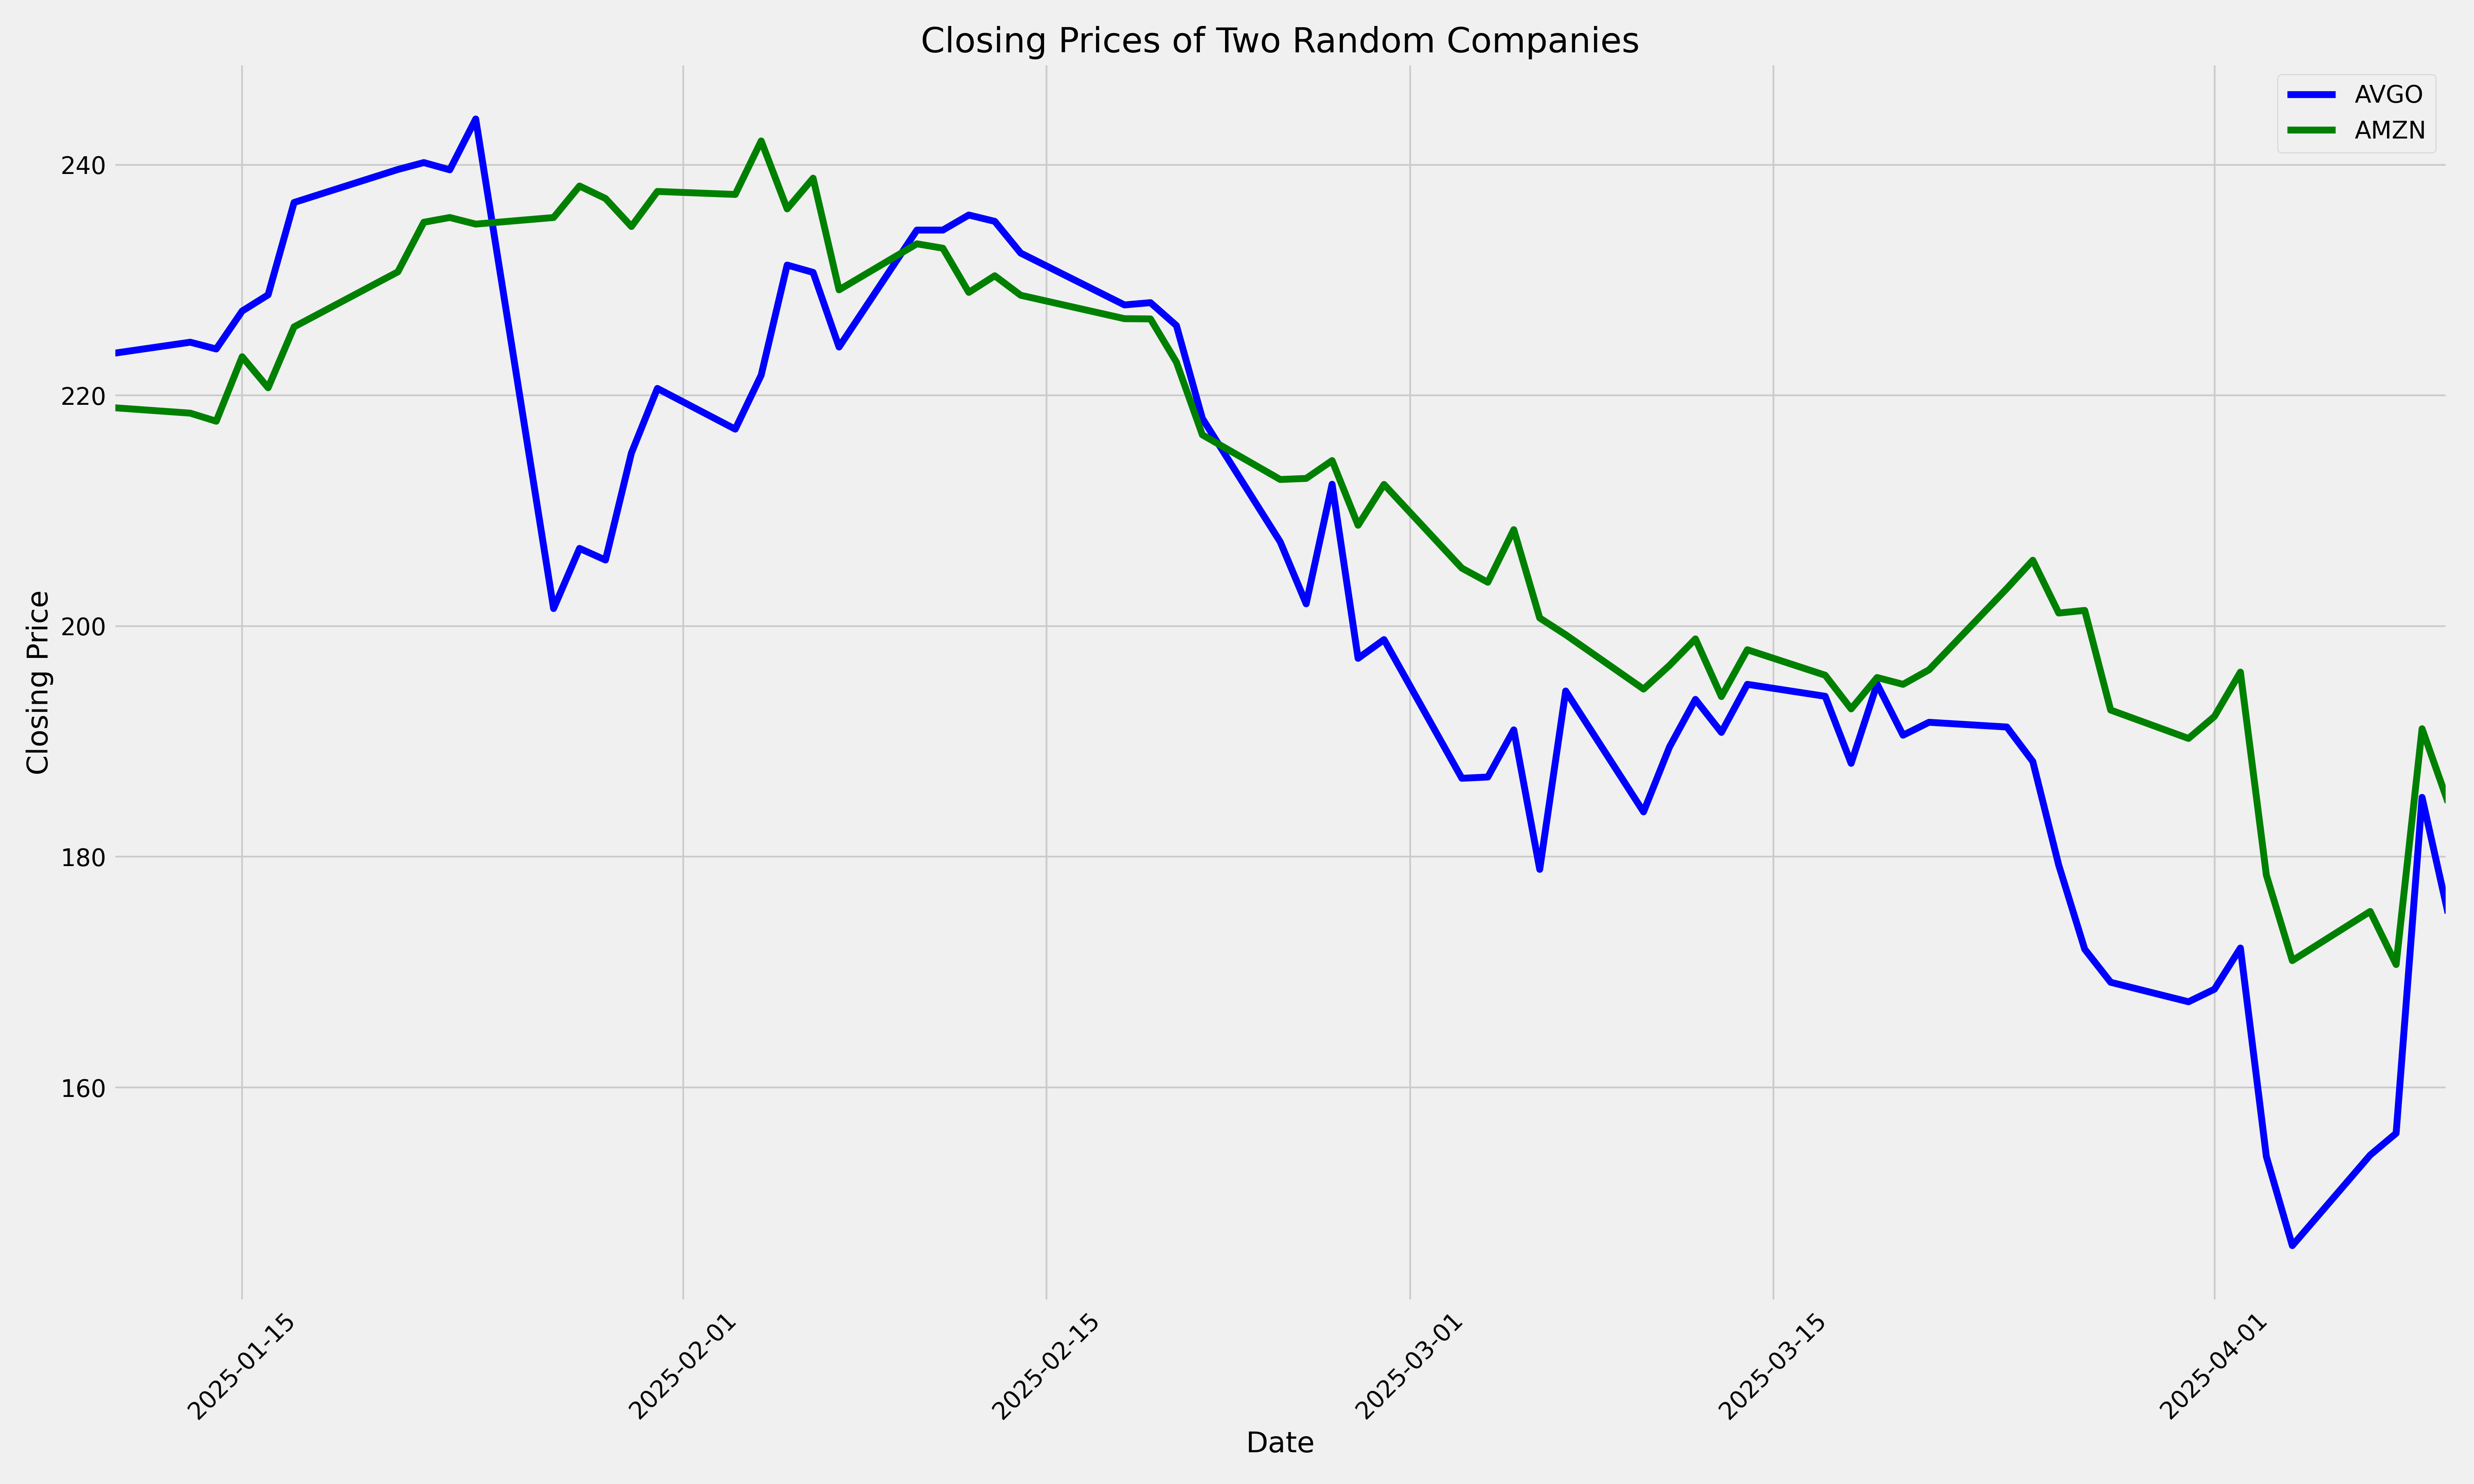 Closing Prices of Two Random Companies
AVGO
AMZN
240
220
200
180
160
Closing Price
2025-01-15
2025-02-01
2025-02-15
2025-03-01
2025-03-15
2025-04-01
Date